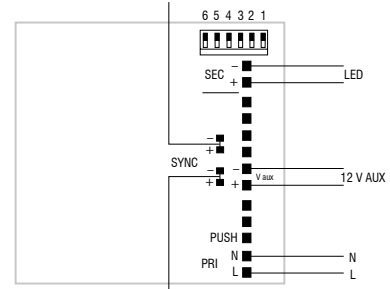 6 5 4 3 2 1
SEC
−
+
LED
−
+
SYNC
−
+
−
+
V aux
12 V AUX
PUSH
PRI
N
L
N
L